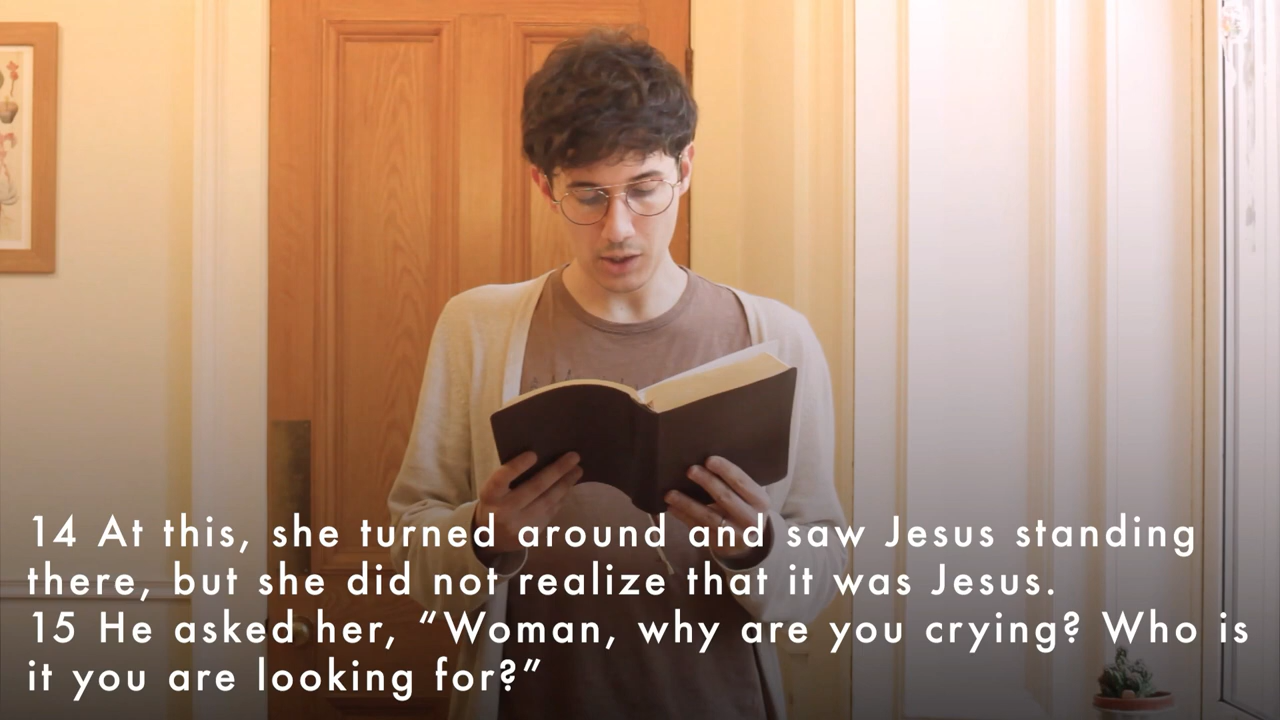 14 At this, she turned around and saw Jesus standing
there, but she did not realize that it was Jesus.
15 He asked her, “Woman, why are you crying? Who is
it you are looking for?”